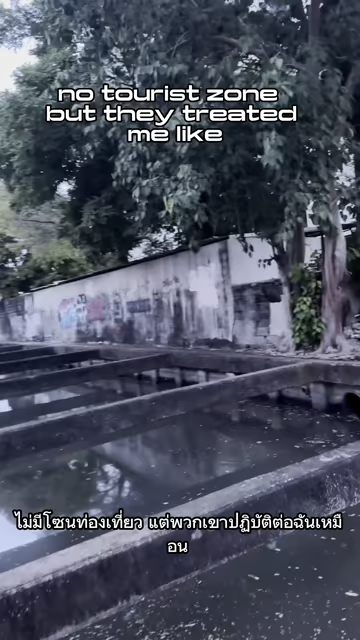 no tourist zone
but they treated
me like
ไม่มีโซนท่องเที่ยว แต่พวกเขาปฏิบัติต่อฉันเหมื
อน